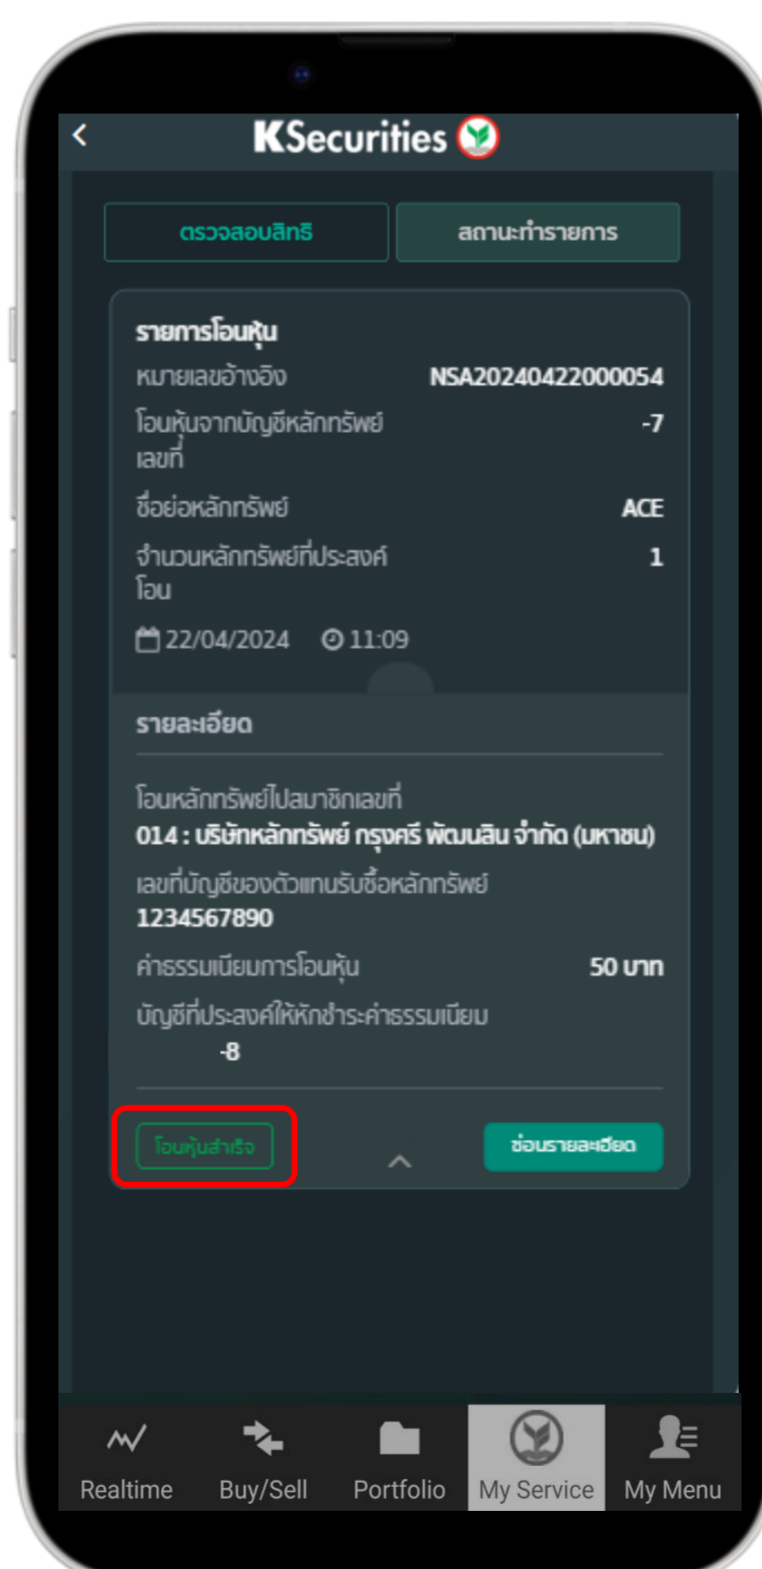 KSecurities
ตรวจสอบสิทธิ
สถานะทำรายการ
รายการโอนหุ้น
หมายเลขอ้างอิง NSA20240422000054
โอนหุ้นจากบัญชีหลักทรัพย์ -7
เลขที่
ชื่อย่อหลักทรัพย์ ACE
จำนวนหลักทรัพย์ที่ประสงค์ 1
โอน
22/04/2024 11:09
รายละเอียด
โอนหลักทรัพย์ไปสมาชิกเลขที่
014 : บริษัทหลักทรัพย์ กรุงศรี พัฒนสิน จำกัด (มหาชน)
เลขที่บัญชีของตัวแทนรับซื้อหลักทรัพย์
1234567890
ค่าธรรมเนียมการโอนหุ้น 50 บาท
บัญชีที่ประสงค์ให้หักชำระค่าธรรมเนียม
-8
โอนหุ้นสำเร็จ
ซ่อนรายละเอียด
Realtime Buy/Sell Portfolio My Service My Menu